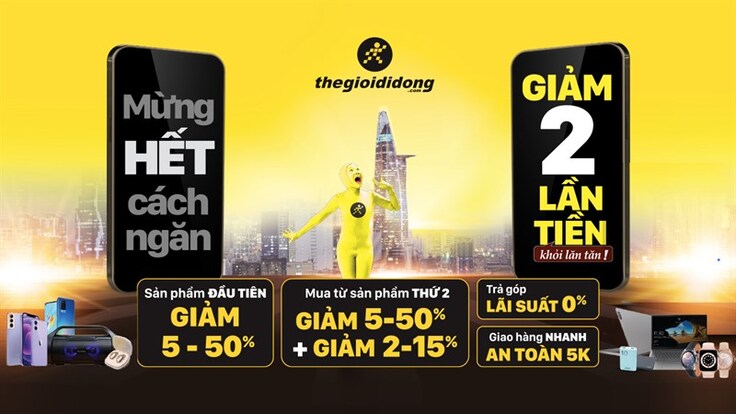 thegioididong
.com
Mừng
HẾT
cách
ngăn
GIẢM
2
LẦN
TIỀN
khỏi lăn tăn!
Sản phẩm ĐẦU TIÊN
GIẢM
5 - 50%
Mua từ sản phẩm THỨ 2
GIẢM 5-50%
+ GIẢM 2-15%
Trả góp
LÃI SUẤT 0%
Giao hàng NHANH
AN TOÀN 5K